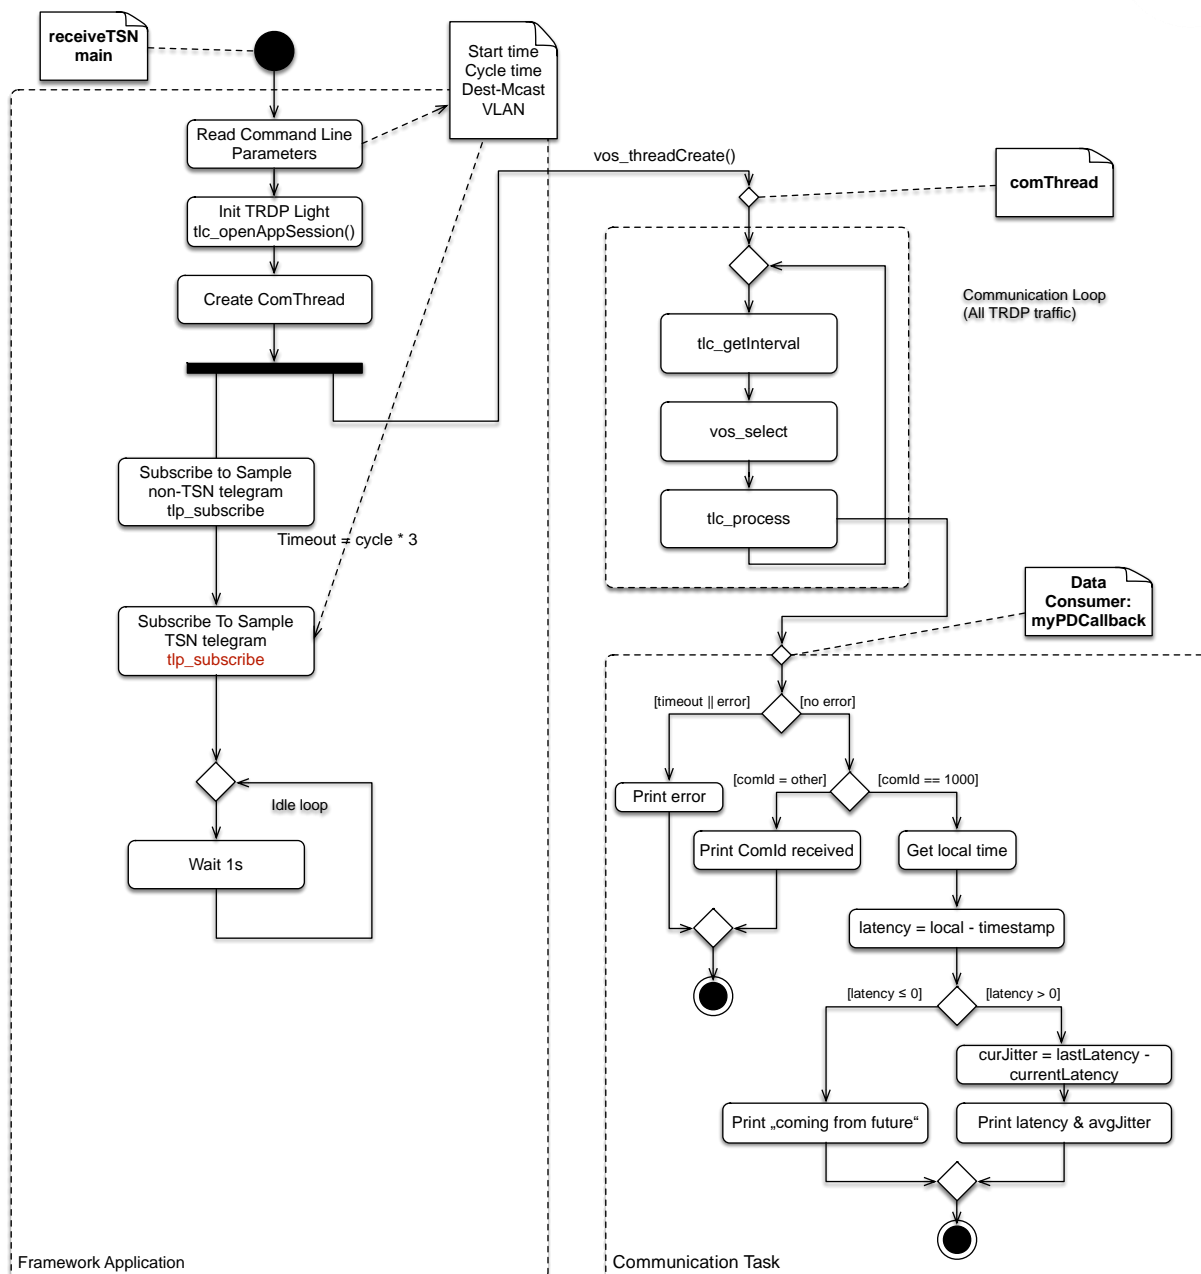 receiveTSN
main
Start time
Cycle time
Dest-Mcast
VLAN
Read Command Line
Parameters
vos_threadCreate()
comThread
Init TRDP Light
tlc_openAppSession()
Create ComThread
Communication Loop
(All TRDP traffic)
tlc_getInterval
vos_select
tlc_process
Subscribe to Sample
non-TSN telegram
tlp_subscribe
Timeout = cycle * 3
Data
Consumer:
myPDCallback
Subscribe To Sample
TSN telegram
tlp_subscribe
[timeout || error]
[no error]
[comId = other]
[comId == 1000]
Print error
Idle loop
Wait 1s
Print ComId received
Get local time
latency = local - timestamp
[latency ≤ 0]
[latency > 0]
curJitter = lastLatency -
currentLatency
Print „coming from future“
Print latency & avgJitter
Framework Application
Communication Task